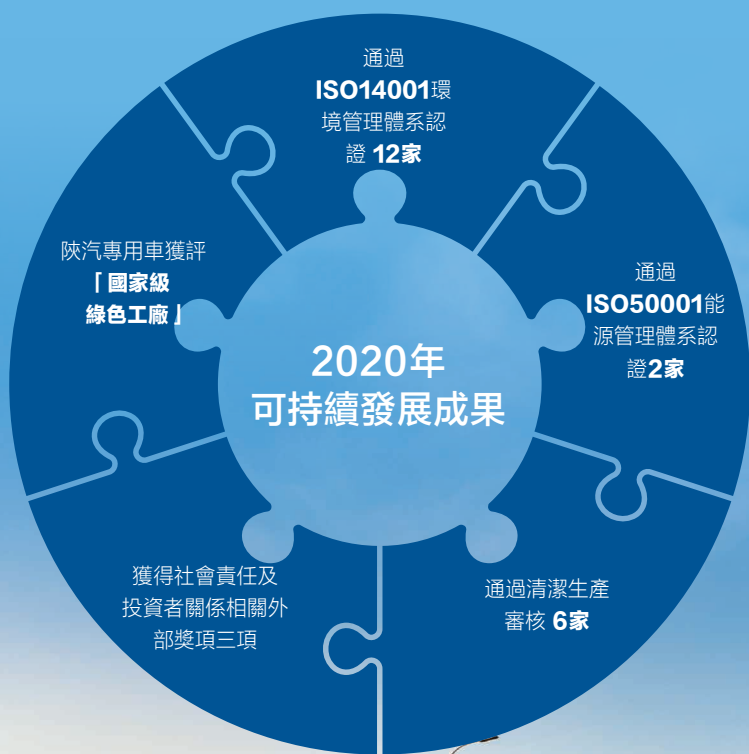 通過
ISO14001環
境管理體系認
證 12家
陝汽專用車獲評
「國家級
綠色工廠」
通過
ISO50001能
源管理體系認
證2家
2020年
可持續發展成果
獲得社會責任及
投資者關係相關外
部獎項三項
通過清潔生產
審核 6家